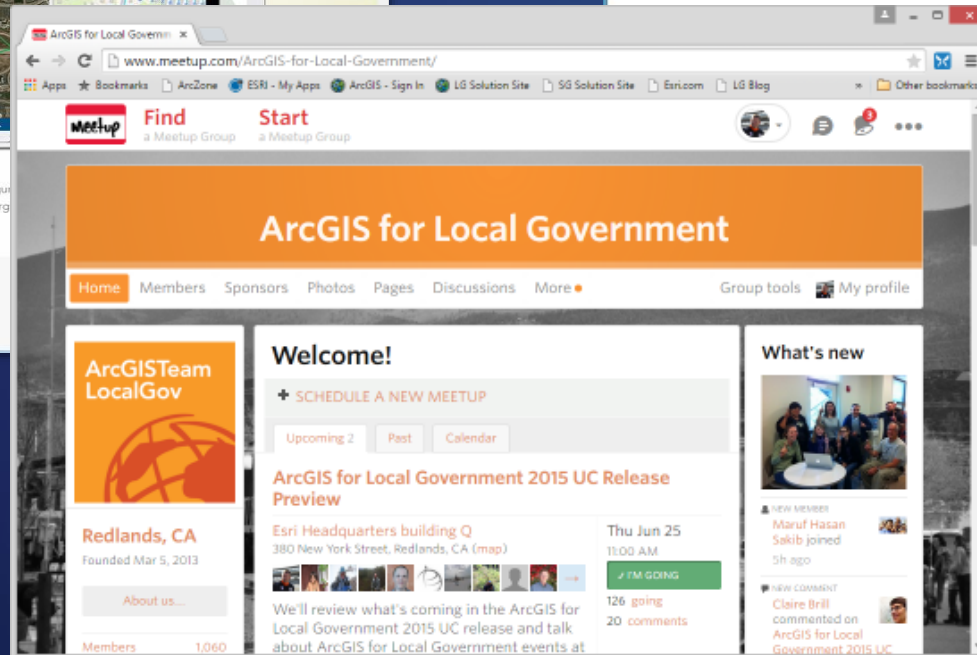 ArcGIS for Local Governm
www.meetup.com/ArcGIS-for-Local-Government/
Apps Bookmarks ArcZone ESRI - My Apps ArcGIS - Sign In LG Solution Site SG Solution Site Esri.com LG Blog » Other bookmarks
Meetup
Find
a Meetup Group
Start
a Meetup Group
3
ArcGIS for Local Government
Home Members Sponsors Photos Pages Discussions More Group tools My profile
ArcGISTeam
LocalGov
Redlands, CA
Founded Mar 5, 2013
About us...
Members 1,060
Welcome!
SCHEDULE A NEW MEETUP
Upcoming 2 Past Calendar
ArcGIS for Local Government 2015 UC Release
Preview
Esri Headquarters building Q
380 New York Street, Redlands, CA (map)
We'll review what's coming in the ArcGIS for
Local Government 2015 UC release and talk
about ArcGIS for Local Government events at
Thu Jun 25
11:00 AM
✓ I'M GOING
126 going
20 comments
What's new
NEW MEMBER
Maruf Hasan
Sakib joined
5h ago
NEW COMMENT
Claire Brill
commented on
ArcGIS for Local
Government 2015 UC